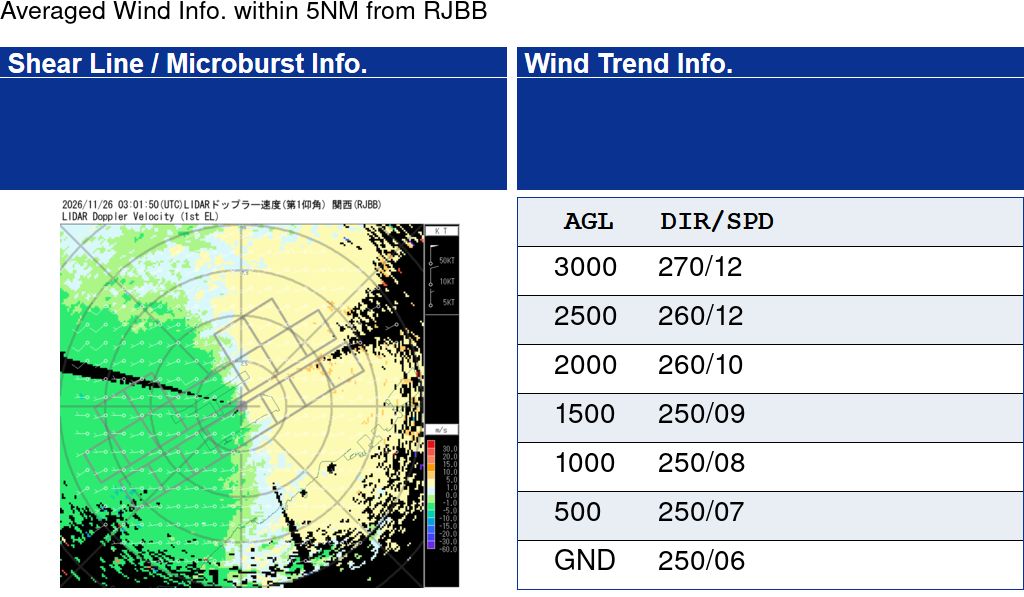 Averaged Wind Info. within 5NM from RJBB
Shear Line / Microburst Info.
Wind Trend Info.
2026/11/26 03:01:50(UTC)LIDARドップラー速度(第1仰角) 関西(RJBB)
LIDAR Doppler Velocity (1st EL)
K T
50KT
10KT
5KT
m/s
30.0
20.0
15.0
10.0
5.0
1.0
0.0
-1.0
-5.0
-10.0
-15.0
-20.0
-30.0
-60.0
AGL DIR/SPD
3000 270/12
2500 260/12
2000 260/10
1500 250/09
1000 250/08
500 250/07
GND 250/06